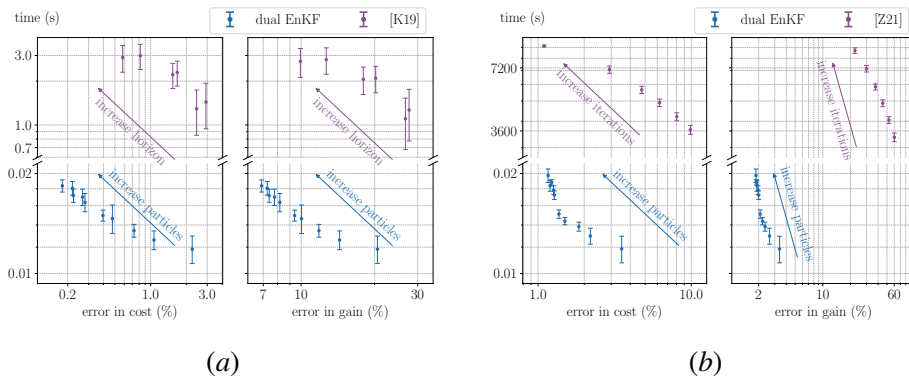 time (s)
dual EnKF
[K19]
3.0
1.0
0.7
0.02
0.01
increase horizon
increase particles
0.2
1.0
3.0
error in cost (%)
increase horizon
increase particles
7
10
20
30
error in gain (%)
(a)
time (s)
dual EnKF
[Z21]
7200
3600
0.02
0.01
increase iterations
increase particles
1.0
10.0
error in cost (%)
increase iterations
increase particles
2
10
60
error in gain (%)
(b)